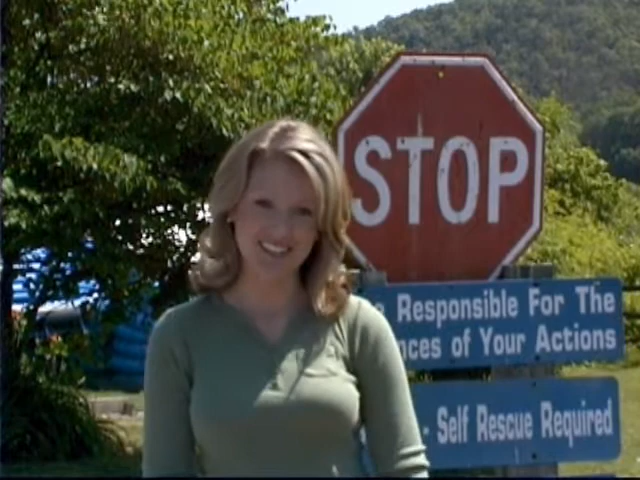 STOP
Responsible For The
nces of Your Actions
- Self Rescue Required